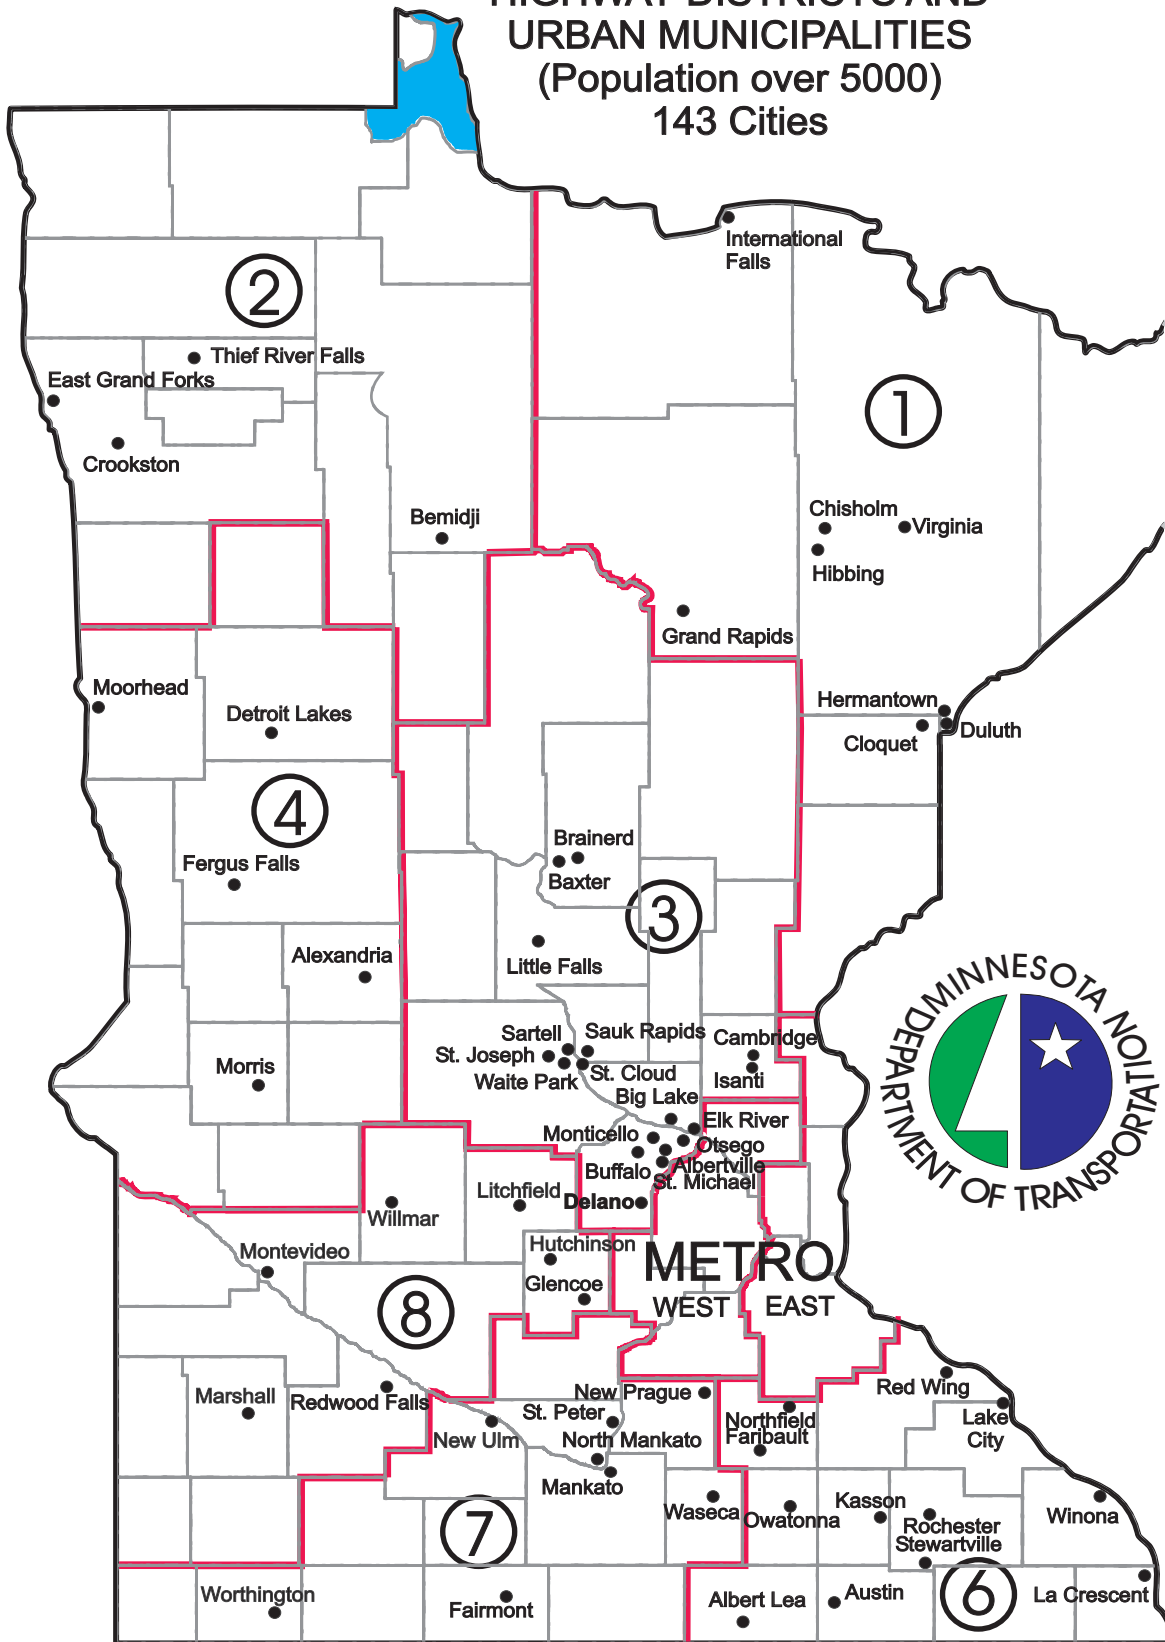 HIGHWAY DISTRICTS AND
URBAN MUNICIPALITIES
(Population over 5000)
143 Cities
International
Falls
2
Thief River Falls
East Grand Forks
1
Crookston
Bemidji
Chisholm
Virginia
Hibbing
Grand Rapids
Moorhead
Detroit Lakes
Hermantown
Duluth
Cloquet
4
Brainerd
Fergus Falls
Baxter
3
Alexandria
Little Falls
MINNESOTA
DEPARTMENT OF TRANSPORTATION
Sartell
Sauk Rapids
Cambridge
St. Joseph
Morris
Waite Park
St. Cloud
Isanti
Big Lake
Elk River
Monticello
Otsego
Buffalo
Albertville
St. Michael
Litchfield
Delano
Willmar
Hutchinson
Montevideo
METRO
Glencoe
WEST
EAST
8
Red Wing
Marshall
Redwood Falls
New Prague
St. Peter
Northfield
Lake
City
New Ulm
North Mankato
Faribault
Mankato
Kasson
Waseca
Owatonna
Rochester
Winona
7
Stewartville
Worthington
Fairmont
Albert Lea
Austin
6
La Crescent